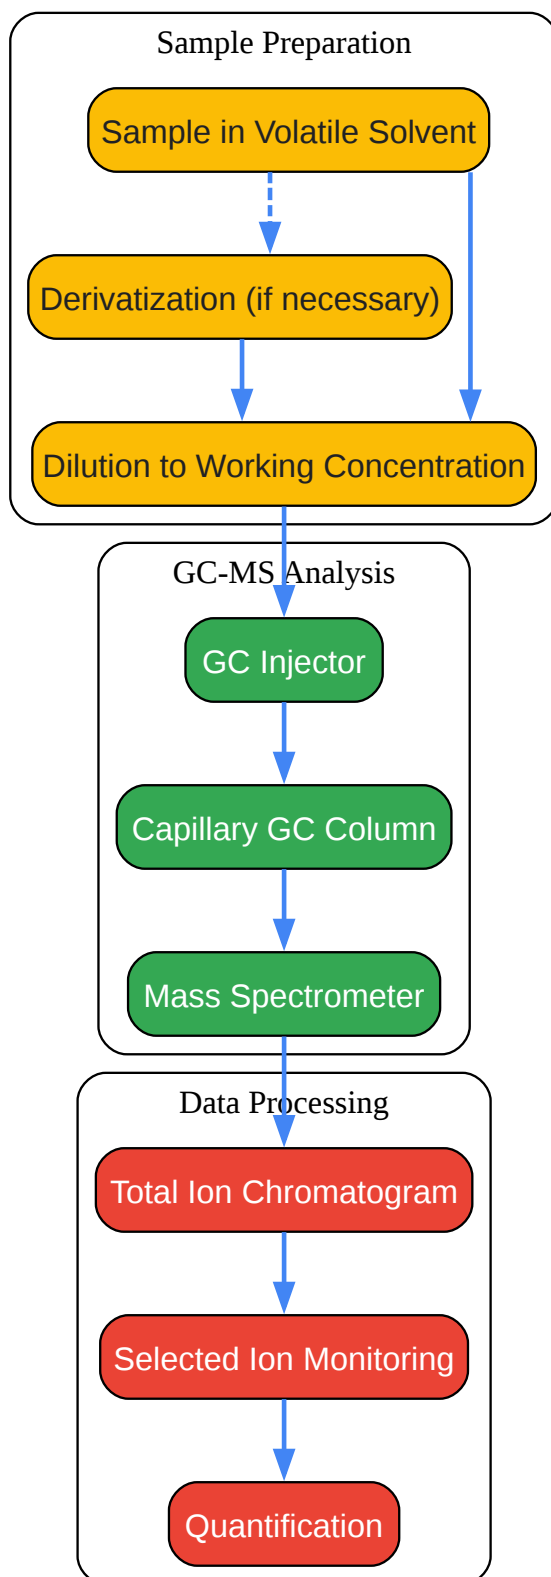 Sample Preparation
Sample in Volatile Solvent
Derivatization (if necessary)
Dilution to Working Concentration
GC-MS Analysis
GC Injector
Capillary GC Column
Mass Spectrometer
Data Processing
Total Ion Chromatogram
Selected Ion Monitoring
Quantification